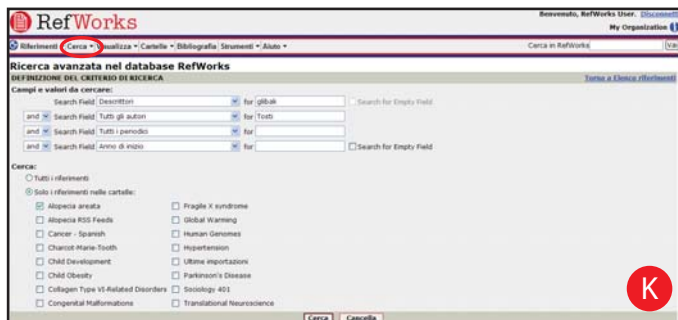 RefWorks
Benvenuto, RefWorks User. Disconnetti
My Organization
Riferimenti Cerca Visualizza Cartelle Bibliografia Strumenti Aiuto Cerca in RefWorks Vai
Ricerca avanzata nel database RefWorks
DEFINIZIONE DEL CRITERIO DI RICERCA Torna a Elenco riferimenti
Campi e valori da cercare:
Search Field Descrittori for glibak Search for Empty Field
and Search Field Tutti gli autori for Tosti
and Search Field Tutti i periodici for
and Search Field Anno di inizio for Search for Empty Field
Cerca:
Tutti i riferimenti
Solo i riferimenti nelle cartelle:
Alopecia areata Fragile X syndrome
Alopecia RSS Feeds Global Warming
Cancer - Spanish Human Genomes
Charcot-Marie-Tooth Hypertension
Child Development Ultime importazioni
Child Obesity Parkinson's Disease
Collagen Type VI-Related Disorders Sociology 401
Congenital Malformations Translational Neuroscience
Cerca Cancella
K